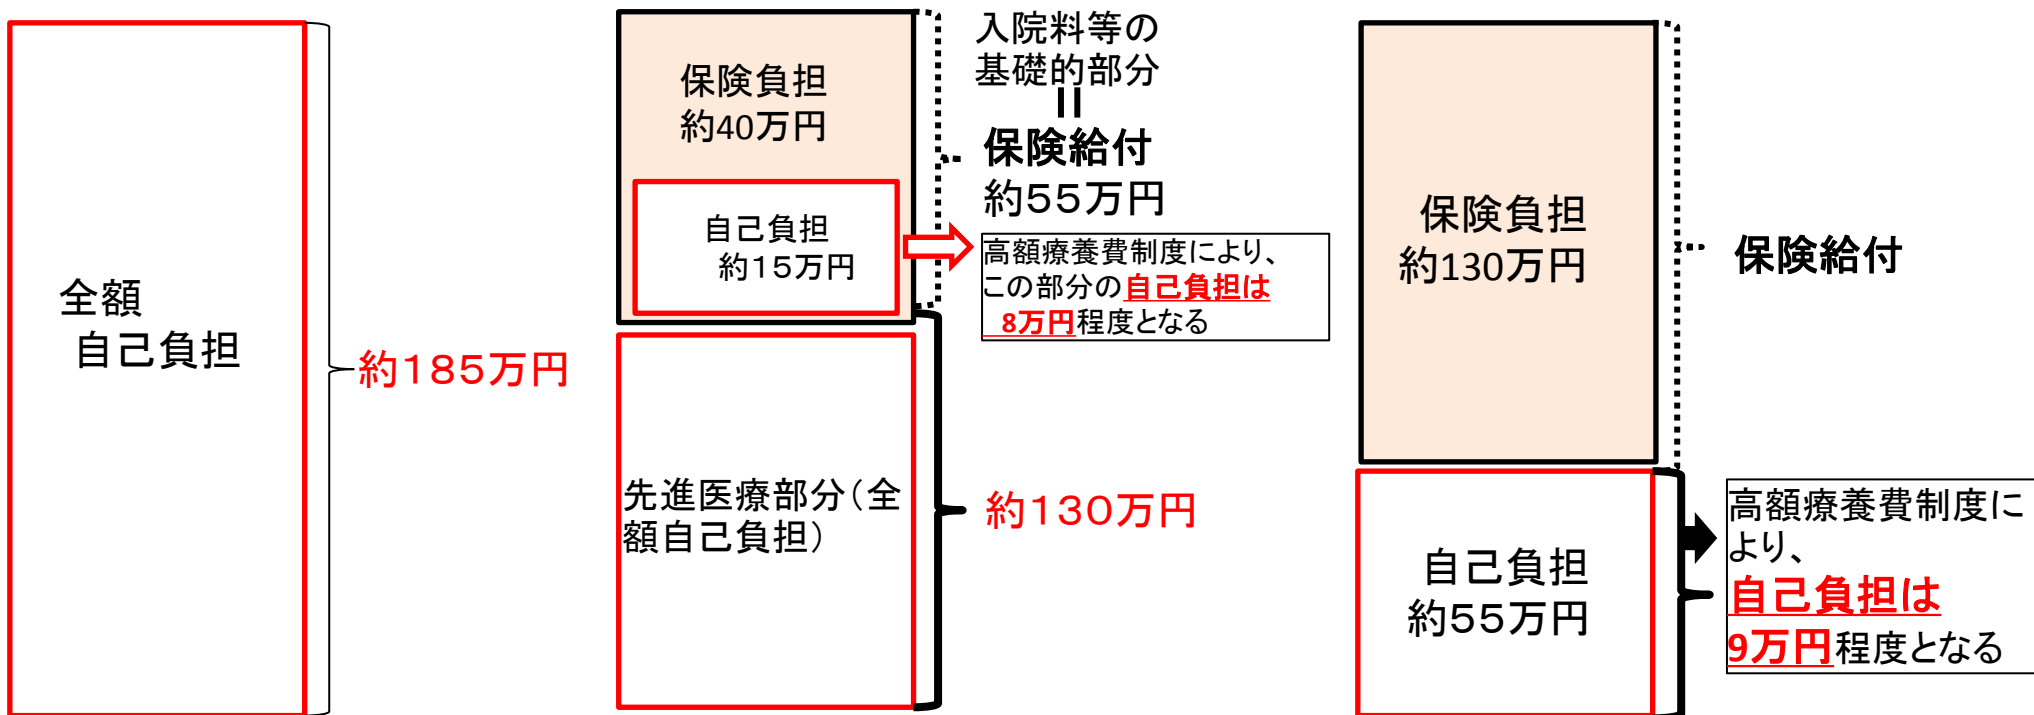 全額
自己負担
約185万円
保険負担
約40万円
自己負担
約15万円
先進医療部分(全
額自己負担)
入院料等の
基礎的部分
=
保険給付
約55万円
高額療養費制度により、
この部分の自己負担は
8万円程度となる
約130万円
保険負担
約130万円
自己負担
約55万円
保険給付
高額療養費制度に
より、
自己負担は
9万円程度となる